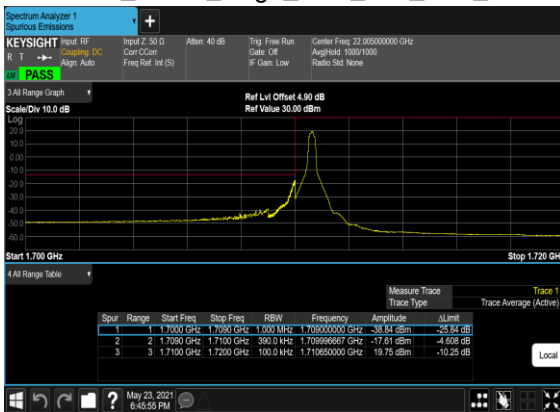 Spectrum Analyzer 1
Spurious Emissions
KEYSIGHT Input: RF Input Z: 50 Ω Atten: 40 dB Trig: Free Run Center Freq: 22.005000000 GHz
R T Coupling: DC Corr CCorr Gate: Off Avg|Hold: 1000/1000
Align: Auto Freq Ref: Int (S) IF Gain: Low Radio Std: None
PASS
3 All Range Graph
Ref Lvl Offset 4.90 dB
Scale/Div 10.0 dB Ref Value 30.00 dBm
Log
20.0
10.0
0.00
-10.0
-20.0
-30.0
-40.0
-50.0
-60.0
Start 1.700 GHz Stop 1.720 GH
4 All Range Table
Measure Trace Trace 1
Trace Type Trace Average (Active)
Spur Range Start Freq Stop Freq RBW Frequency Amplitude ΔLimit
1 1 1.7000 GHz 1.7090 GHz 1.000 MHz 1.709000000 GHz -38.84 dBm -25.84 dB
2 2 1.7090 GHz 1.7100 GHz 390.0 kHz 1.709996667 GHz -17.61 dBm -4.608 dB
3 3 1.7100 GHz 1.7200 GHz 100.0 kHz 1.710650000 GHz 19.75 dBm -10.25 dB
Local
May 23, 2021
6:45:55 PM